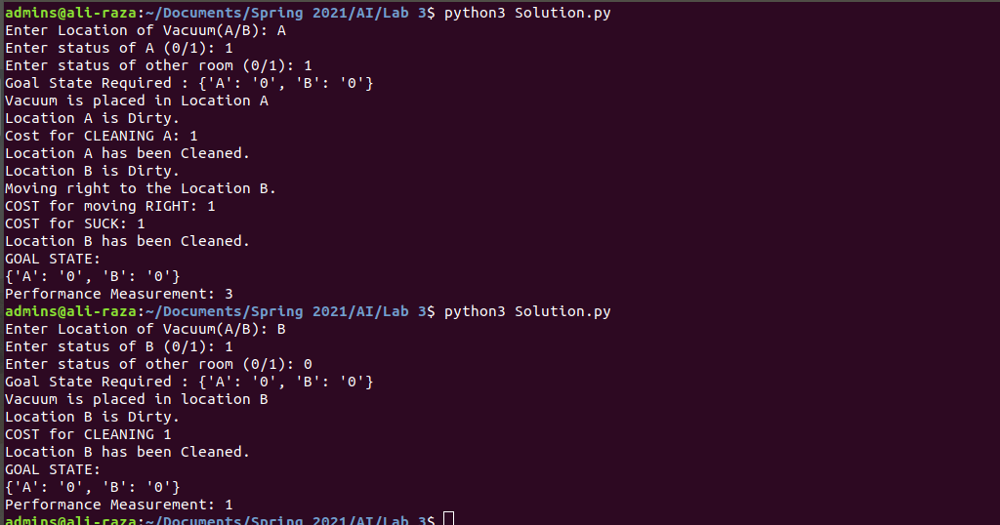 admins@ali-raza:~/Documents/Spring 2021/AI/Lab 3$ python3 Solution.py
Enter Location of Vacuum(A/B): A
Enter status of A (0/1): 1
Enter status of other room (0/1): 1
Goal State Required : {'A': '0', 'B': '0'}
Vacuum is placed in Location A
Location A is Dirty.
Cost for CLEANING A: 1
Location A has been Cleaned.
Location B is Dirty.
Moving right to the Location B.
COST for moving RIGHT: 1
COST for SUCK: 1
Location B has been Cleaned.
GOAL STATE:
{'A': '0', 'B': '0'}
Performance Measurement: 3
admins@ali-raza:~/Documents/Spring 2021/AI/Lab 3$ python3 Solution.py
Enter Location of Vacuum(A/B): B
Enter status of B (0/1): 1
Enter status of other room (0/1): 0
Goal State Required : {'A': '0', 'B': '0'}
Vacuum is placed in location B
Location B is Dirty.
COST for CLEANING 1
Location B has been Cleaned.
GOAL STATE:
{'A': '0', 'B': '0'}
Performance Measurement: 1
admins@ali-raza:~/Documents/Spring 2021/AI/Lab 3$